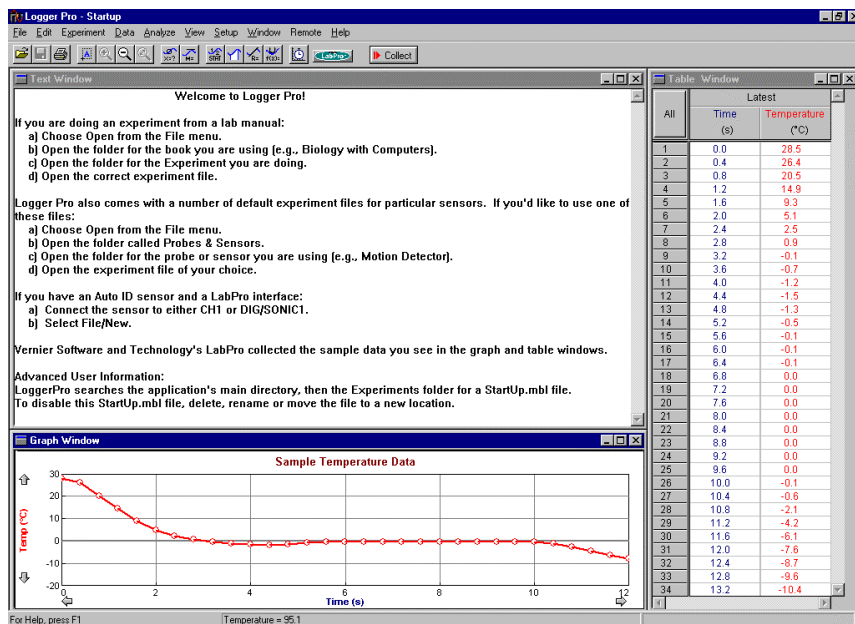 Logger Pro - Startup
File Edit Experiment Data Analyze View Setup Window Remote Help
LabPro
Collect
Text Window
Welcome to Logger Pro!
If you are doing an experiment from a lab manual:
a) Choose Open from the File menu.
b) Open the folder for the book you are using (e.g., Biology with Computers).
c) Open the folder for the Experiment you are doing.
d) Open the correct experiment file.
Logger Pro also comes with a number of default experiment files for particular sensors. If you'd like to use one of
these files:
a) Choose Open from the File menu.
b) Open the folder called Probes & Sensors.
c) Open the folder for the probe or sensor you are using (e.g., Motion Detector).
d) Open the experiment file of your choice.
If you have an Auto ID sensor and a LabPro interface:
a) Connect the sensor to either CH1 or DIG/SONIC1.
b) Select File/New.
Vernier Software and Technology's LabPro collected the sample data you see in the graph and table windows.
Advanced User Information:
LoggerPro searches the application's main directory, then the Experiments folder for a StartUp.mbl file.
To disable this StartUp.mbl file, delete, rename or move the file to a new location.
Graph Window
Sample Temperature Data
Temp (°C)
30
20
10
0
-10
-20
0 2 4 6 8 10 12
Time (s)
Table Window
All
Latest
Time Temperature
(s) (°C)
1 0.0 28.5
2 0.4 26.4
3 0.8 20.5
4 1.2 14.9
5 1.6 9.3
6 2.0 5.1
7 2.4 2.5
8 2.8 0.9
9 3.2 -0.1
10 3.6 -0.7
11 4.0 -1.2
12 4.4 -1.5
13 4.8 -1.3
14 5.2 -0.5
15 5.6 -0.1
16 6.0 -0.1
17 6.4 -0.1
18 6.8 0.0
19 7.2 0.0
20 7.6 0.0
21 8.0 0.0
22 8.4 0.0
23 8.8 0.0
24 9.2 0.0
25 9.6 0.0
26 10.0 -0.1
27 10.4 -0.6
28 10.8 -2.1
29 11.2 -4.2
30 11.6 -6.1
31 12.0 -7.6
32 12.4 -8.7
33 12.8 -9.6
34 13.2 -10.4
For Help, press F1
Temperature = 95.1